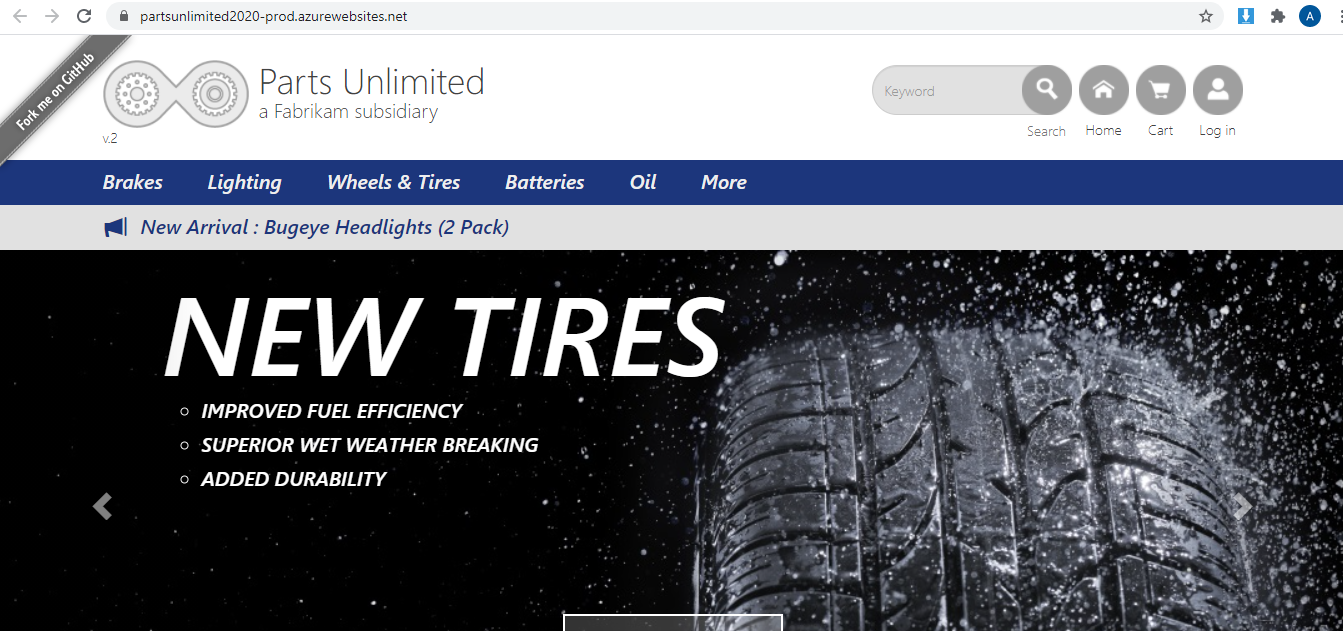 partsunlimited2020-prod.azurewebsites.net
A
Fork me on GitHub
Parts Unlimited
a Fabrikam subsidiary
v.2
Keyword
Search
Home
Cart
Log in
Brakes
Lighting
Wheels & Tires
Batteries
Oil
More
New Arrival : Bugeye Headlights (2 Pack)
NEW TIRES
IMPROVED FUEL EFFICIENCY
SUPERIOR WET WEATHER BREAKING
ADDED DURABILITY